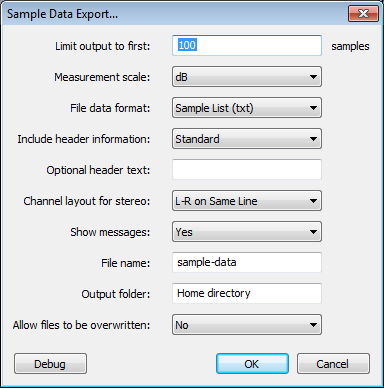 Sample Data Export...
Limit output to first: 100 samples
Measurement scale: dB
File data format: Sample List (txt)
Include header information: Standard
Optional header text:
Channel layout for stereo: L-R on Same Line
Show messages: Yes
File name: sample-data
Output folder: Home directory
Allow files to be overwritten: No
Debug OK Cancel